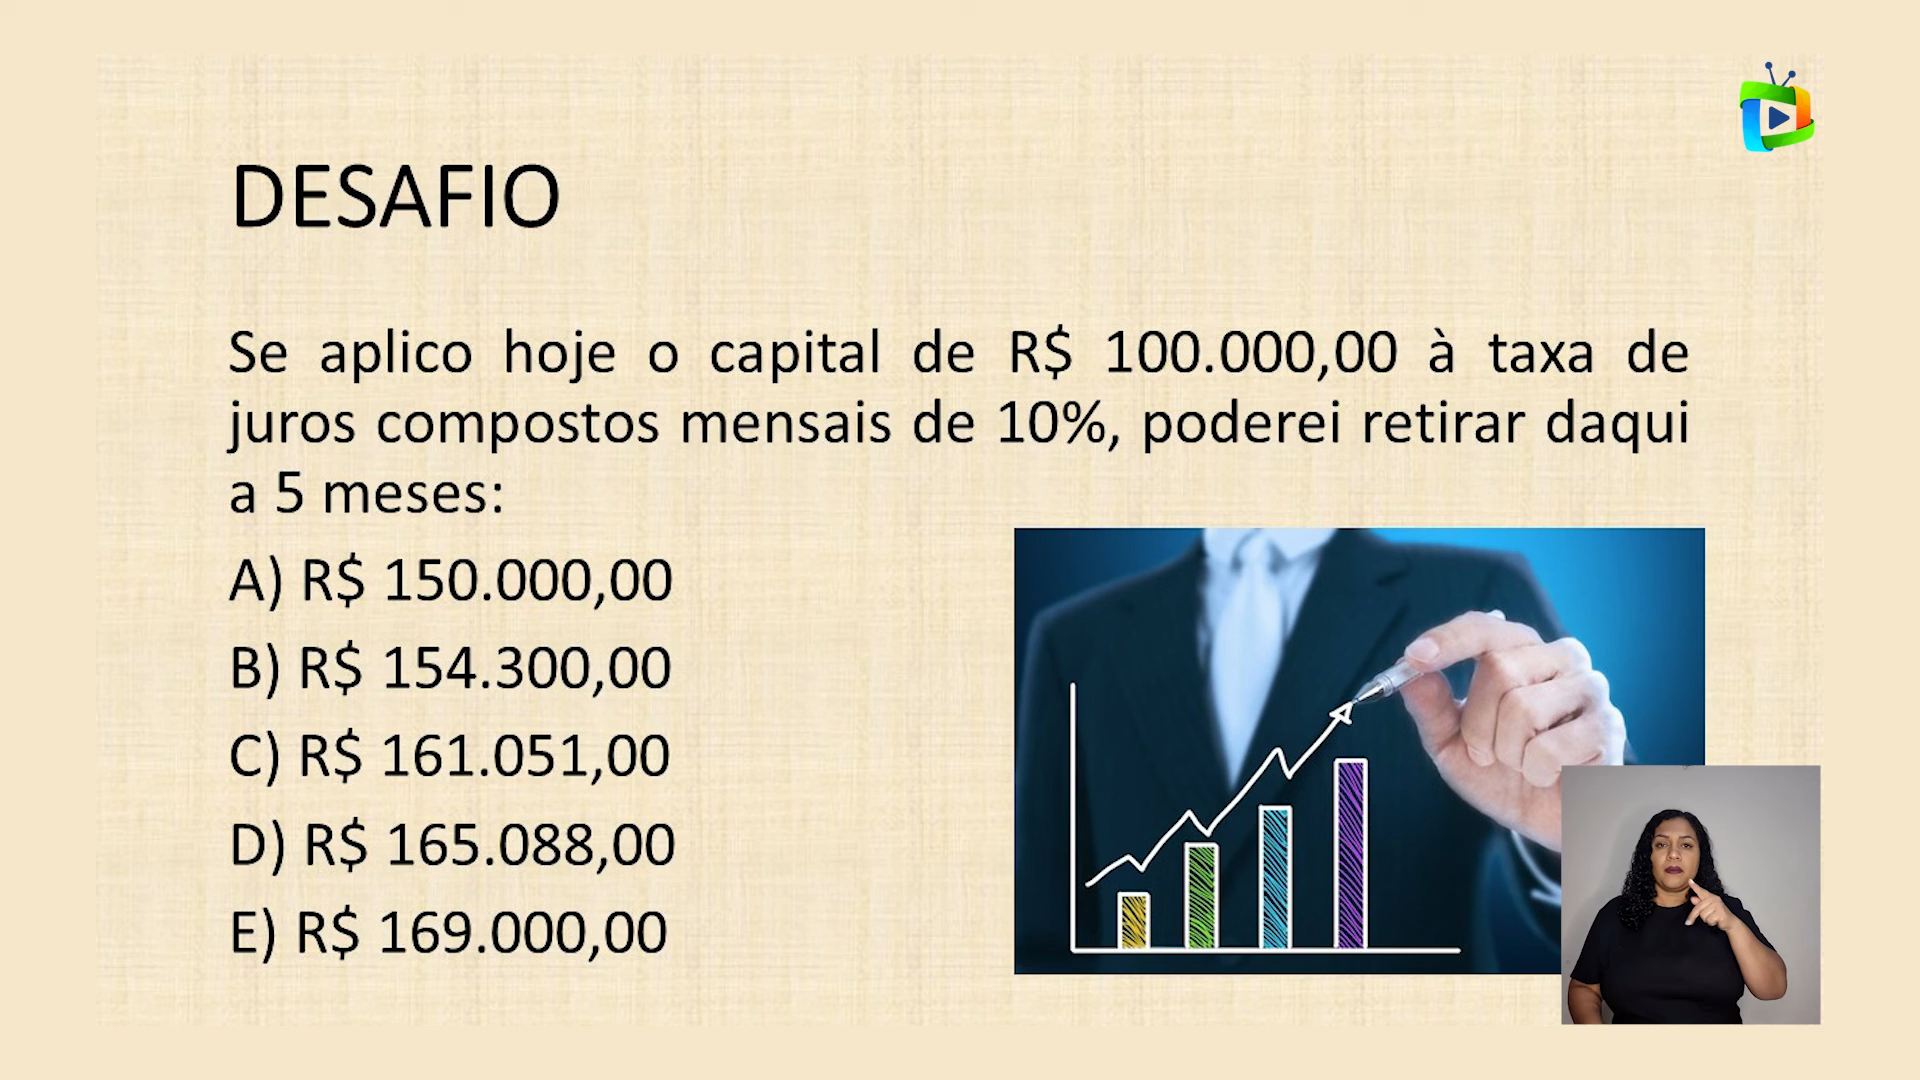 DESAFIO
Se aplico hoje o capital de R$ 100.000,00 à taxa de
juros compostos mensais de 10%, poderei retirar daqui
a 5 meses:
A) R$ 150.000,00
B) R$ 154.300,00
C) R$ 161.051,00
D) R$ 165.088,00
E) R$ 169.000,00